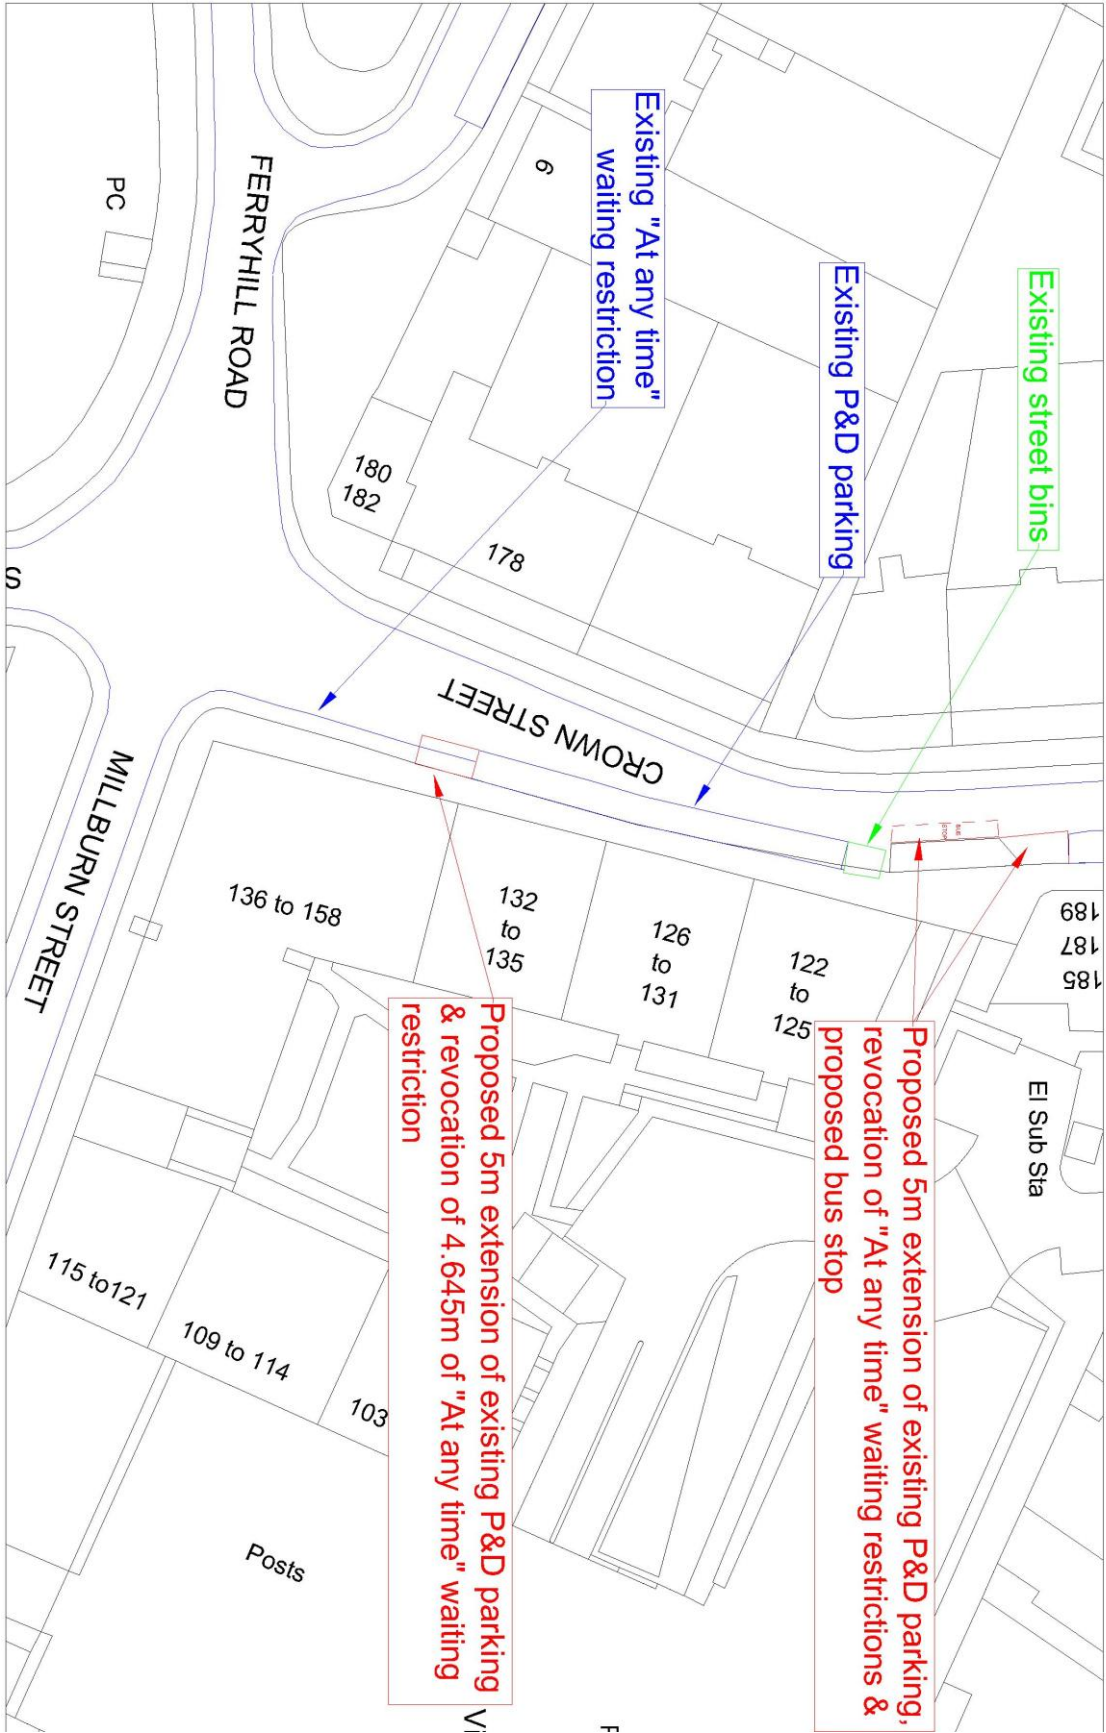 Existing street bins
Existing P&D parking
Existing "At any time"
waiting restriction
Proposed 5m extension of existing P&D parking,
revocation of "At any time" waiting restrictions &
proposed bus stop
Proposed 5m extension of existing P&D parking
& revocation of 4.645m of "At any time" waiting
restriction
BUS
STOP
CROWN STREET
FERRYHILL ROAD
MILLBURN STREET
PC
9
180
182
178
S
189
187
185
El Sub Sta
122
to
125
126
to
131
132
to
135
136 to 158
115 to121
109 to 114
103
Posts